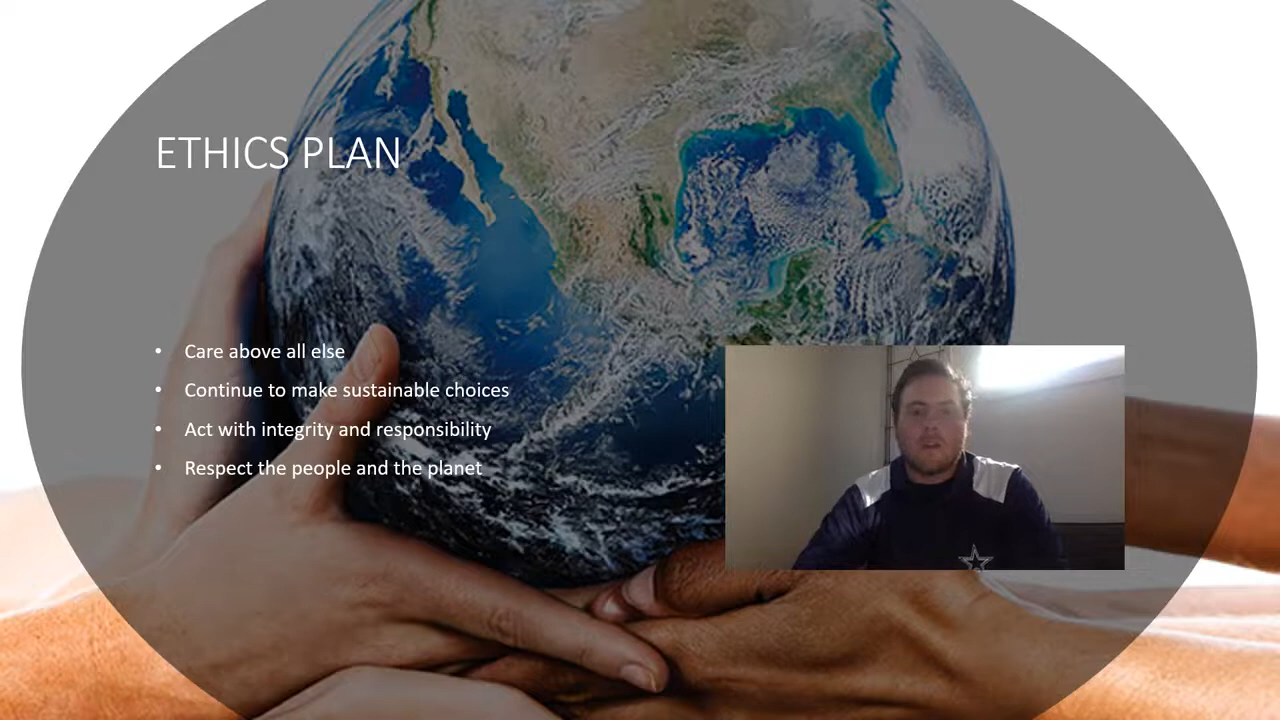 ETHICS PLAN
• Care above all else
• Continue to make sustainable choices
• Act with integrity and responsibility
• Respect the people and the planet